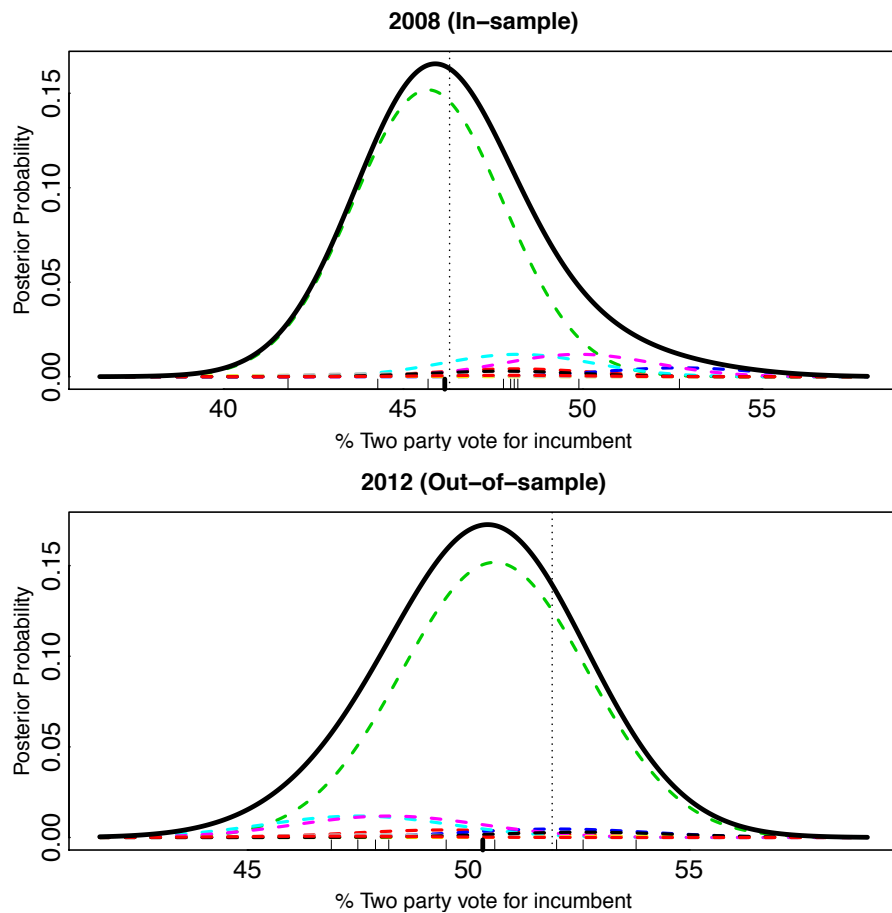 2008 (In−sample)
Posterior Probability
0.00 0.05 0.10 0.15
40 45 50 55
% Two party vote for incumbent
2012 (Out−of−sample)
Posterior Probability
0.00 0.05 0.10 0.15
45 50 55
% Two party vote for incumbent